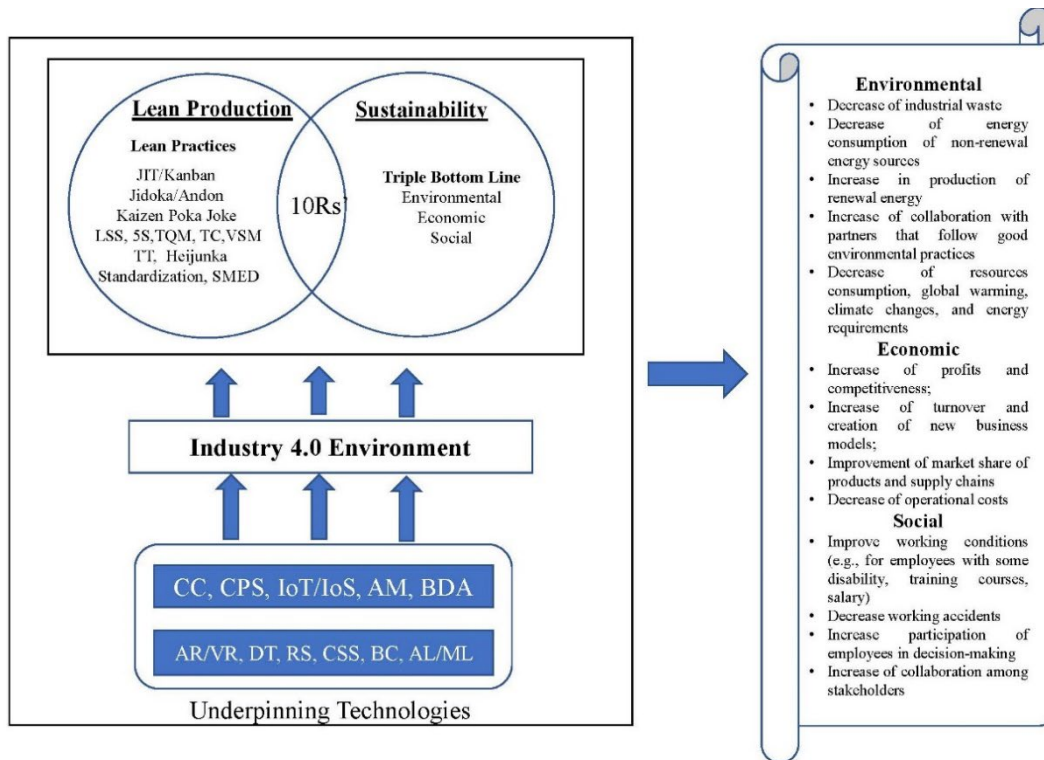 Lean Production
Lean Practices
JIT/Kanban
Jidoka/Andon
Kaizen Poka Joke
LSS, 5S,TQM, TC,VSM
TT, Heijunka
Standardization, SMED
10Rs'
Sustainability
Triple Bottom Line
Environmental
Economic
Social
Industry 4.0 Environment
CC, CPS, IoT/IoS, AM, BDA
AR/VR, DT, RS, CSS, BC, AL/ML
Underpinning Technologies
Environmental
• Decrease of industrial waste
• Decrease of energy
consumption of non-renewal
energy sources
• Increase in production of
renewal energy
• Increase of collaboration with
partners that follow good
environmental practices
• Decrease of resources
consumption, global warming,
climate changes, and energy
requirements
Economic
• Increase of profits and
competitiveness;
• Increase of turnover and
creation of new business
models;
• Improvement of market share of
products and supply chains
• Decrease of operational costs
Social
• Improve working conditions
(e.g., for employees with some
disability, training courses,
salary)
• Decrease working accidents
• Increase participation of
employees in decision-making
• Increase of collaboration among
stakeholders